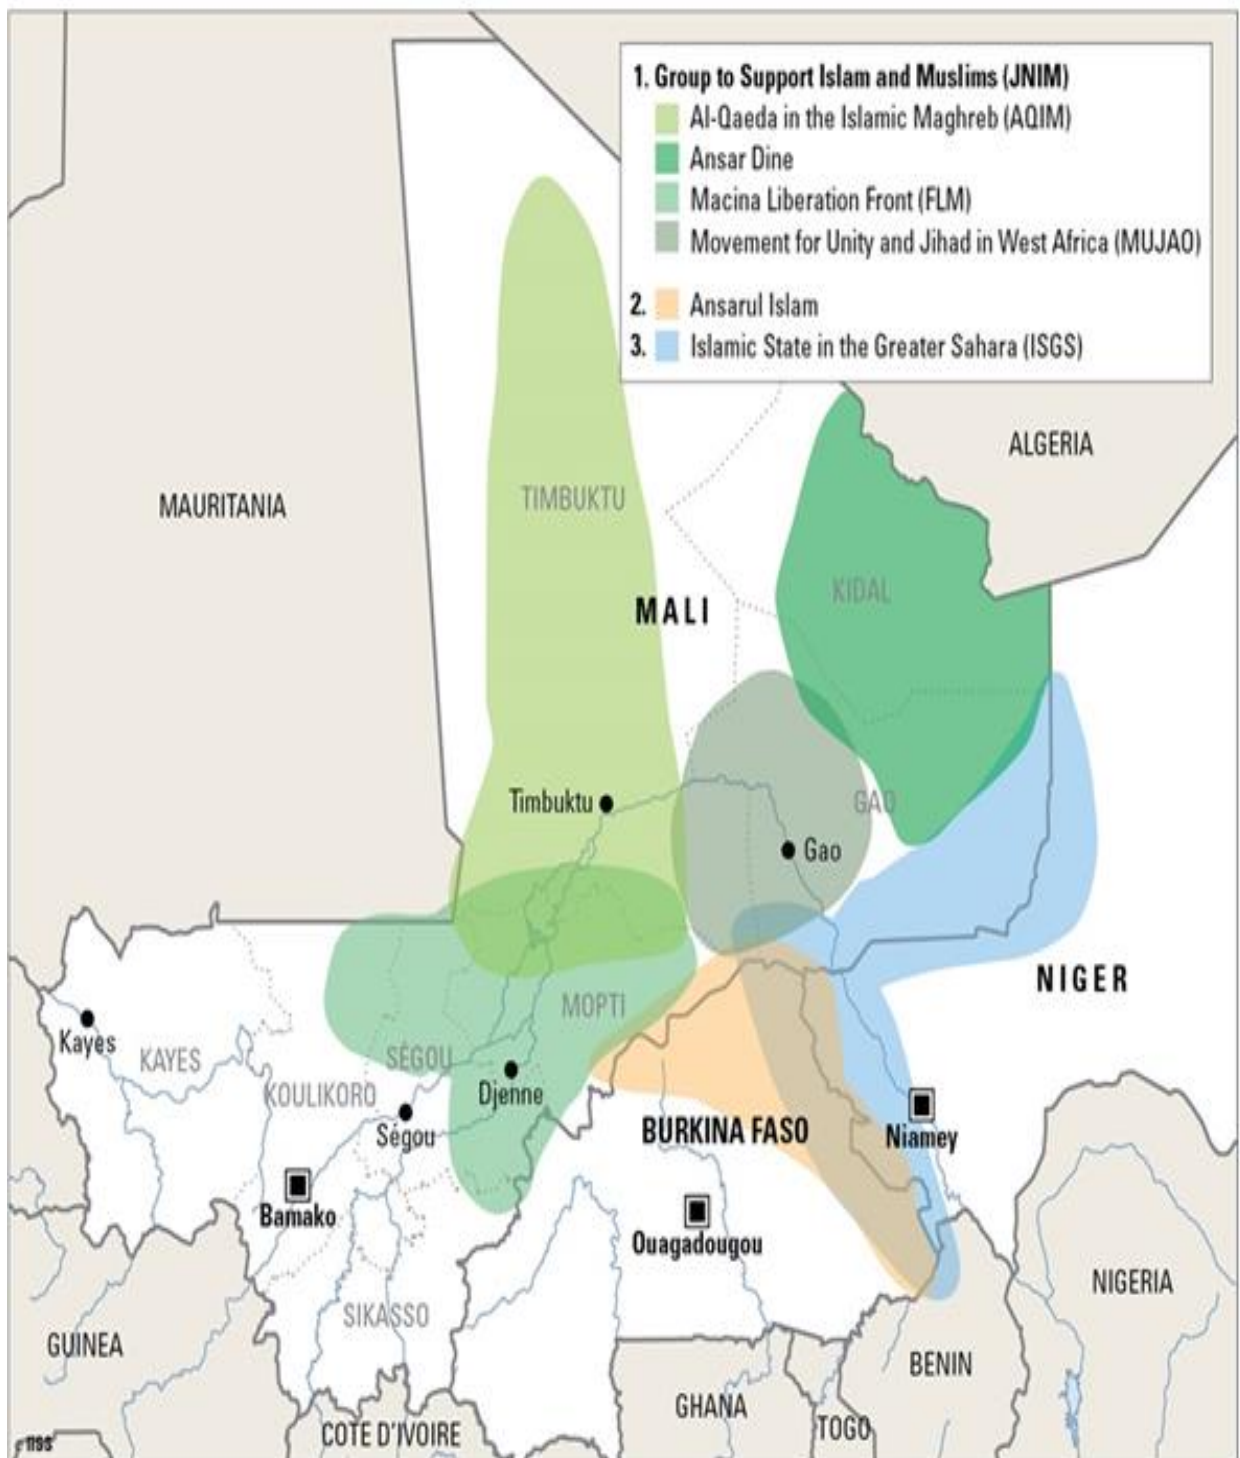 1. Group to Support Islam and Muslims (JNIM)
Al-Qaeda in the Islamic Maghreb (AQIM)
Ansar Dine
Macina Liberation Front (FLM)
Movement for Unity and Jihad in West Africa (MUJAO)
2. Ansarul Islam
3. Islamic State in the Greater Sahara (ISGS)
ALGERIA
MAURITANIA
TIMBUKTU
KIDAL
MALI
Timbuktu
GAO
Gao
NIGER
MOPTI
Kayes
KAYES
SÉGOU
KOULIKORO
Djenne
Ségou
BURKINA FASO
Niamey
Bamako
Ouagadougou
SIKASSO
NIGERIA
GUINEA
BENIN
GHANA
TOGO
COTE D'IVOIRE
nss